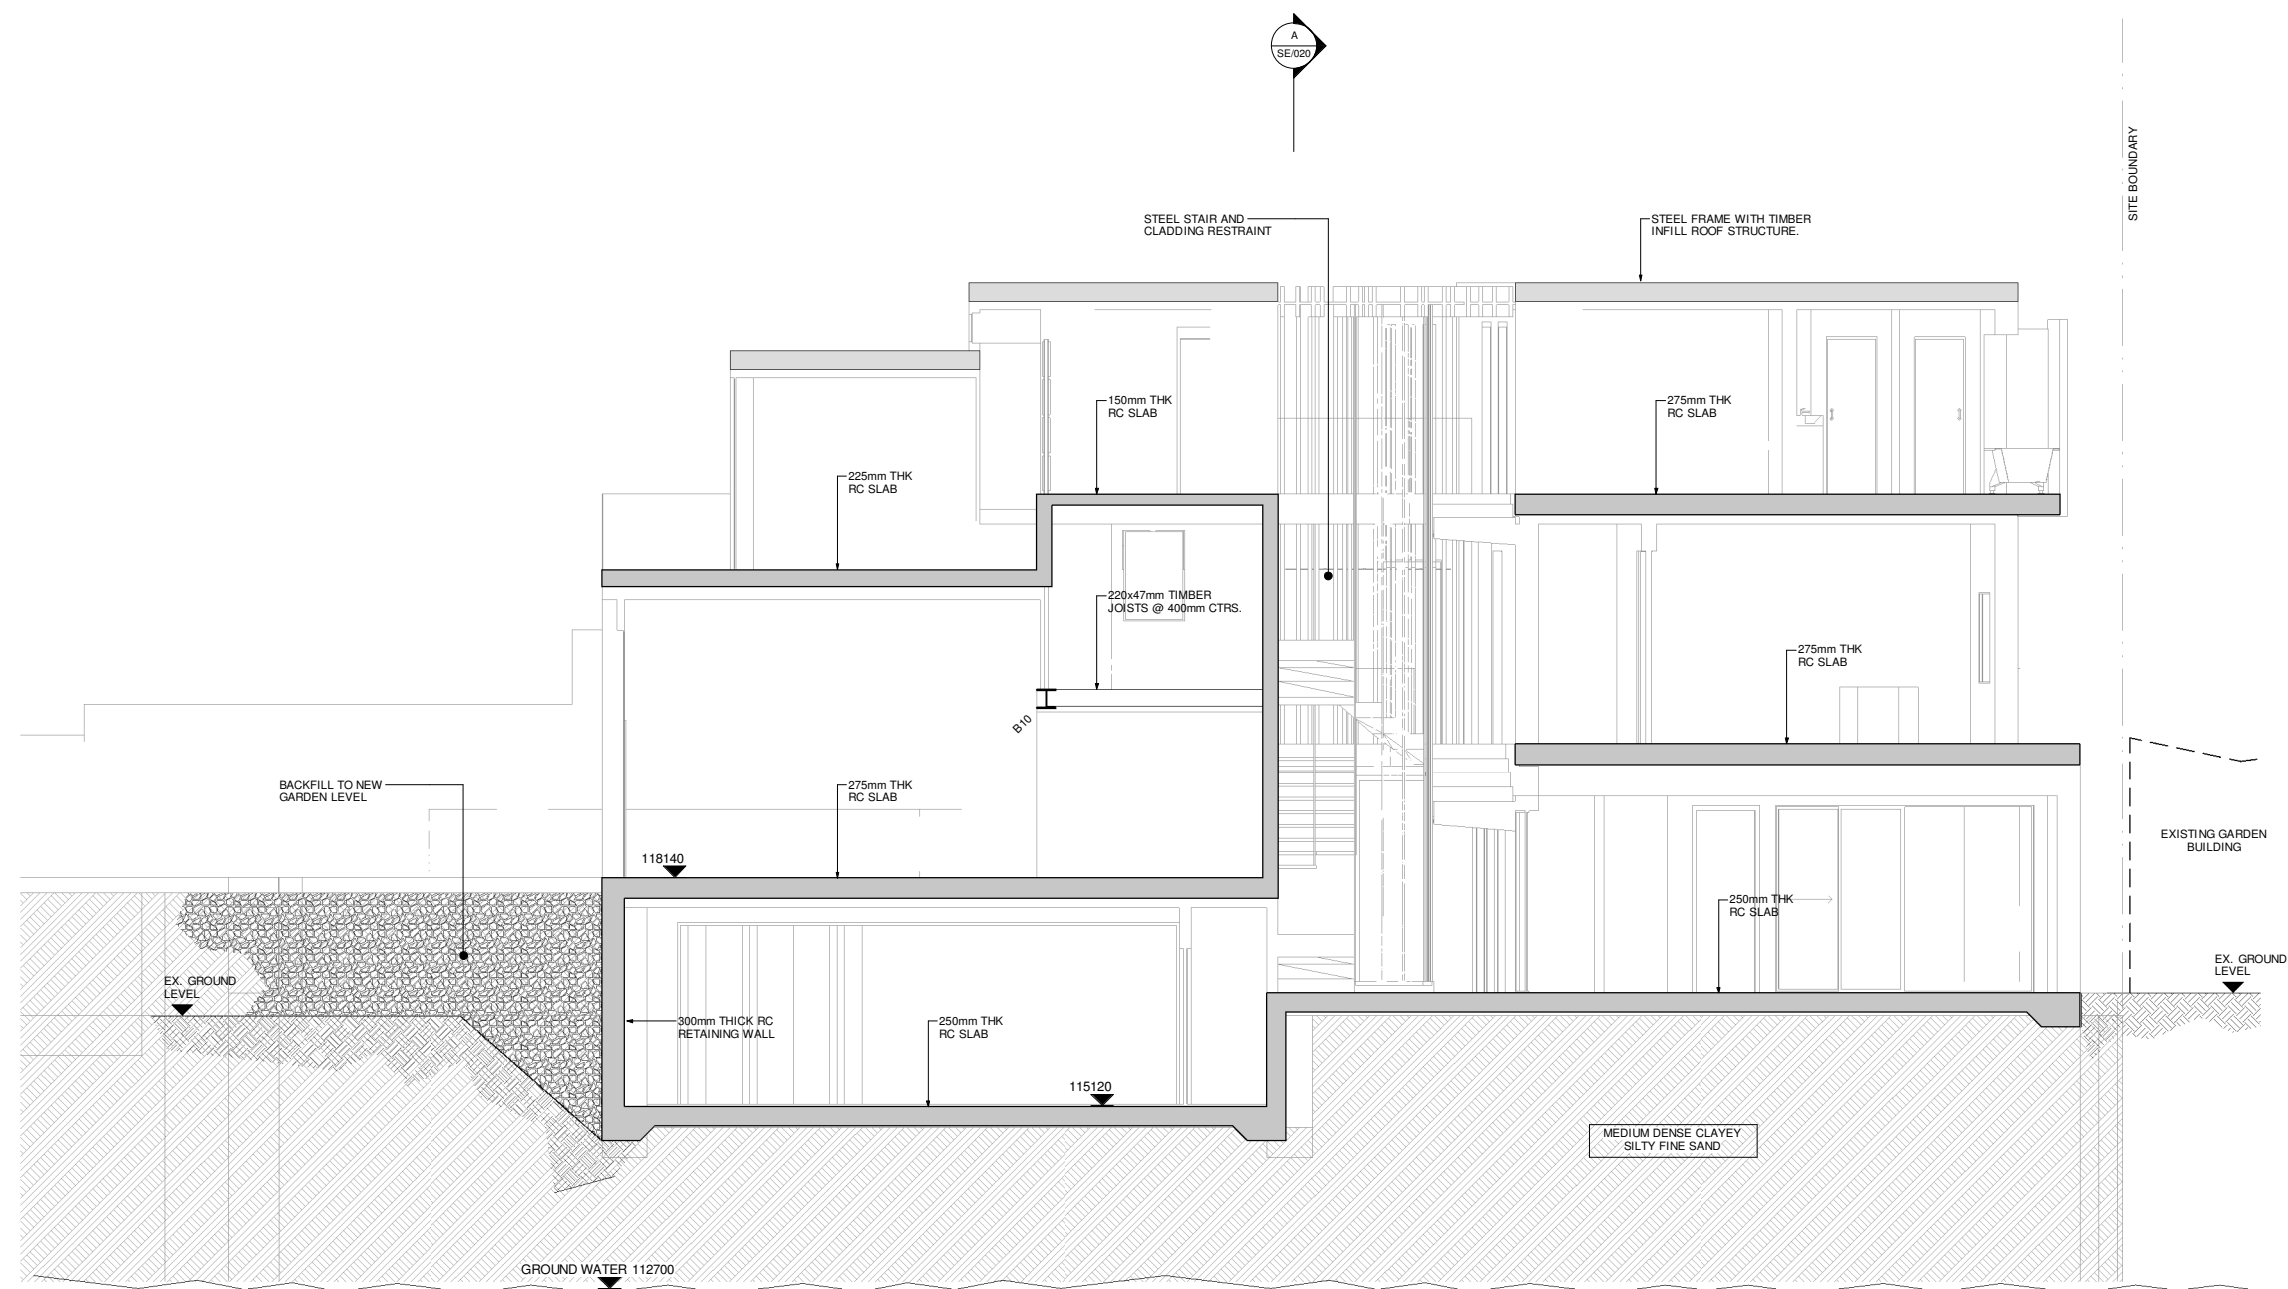 A
SE/020
SITE BOUNDARY
STEEL STAIR AND
CLADDING RESTRAINT
STEEL FRAME WITH TIMBER
INFILL ROOF STRUCTURE.
150mm THK
RC SLAB
275mm THK
RC SLAB
225mm THK
RC SLAB
220x47mm TIMBER
JOISTS @ 400mm CTRS.
275mm THK
RC SLAB
B10
BACKFILL TO NEW
GARDEN LEVEL
275mm THK
RC SLAB
EXISTING GARDEN
BUILDING
118140
250mm THK
RC SLAB
EX. GROUND
LEVEL
EX. GROUND
LEVEL
300mm THICK RC
RETAINING WALL
250mm THK
RC SLAB
115120
MEDIUM DENSE CLAYEY
SILTY FINE SAND
GROUND WATER 112700